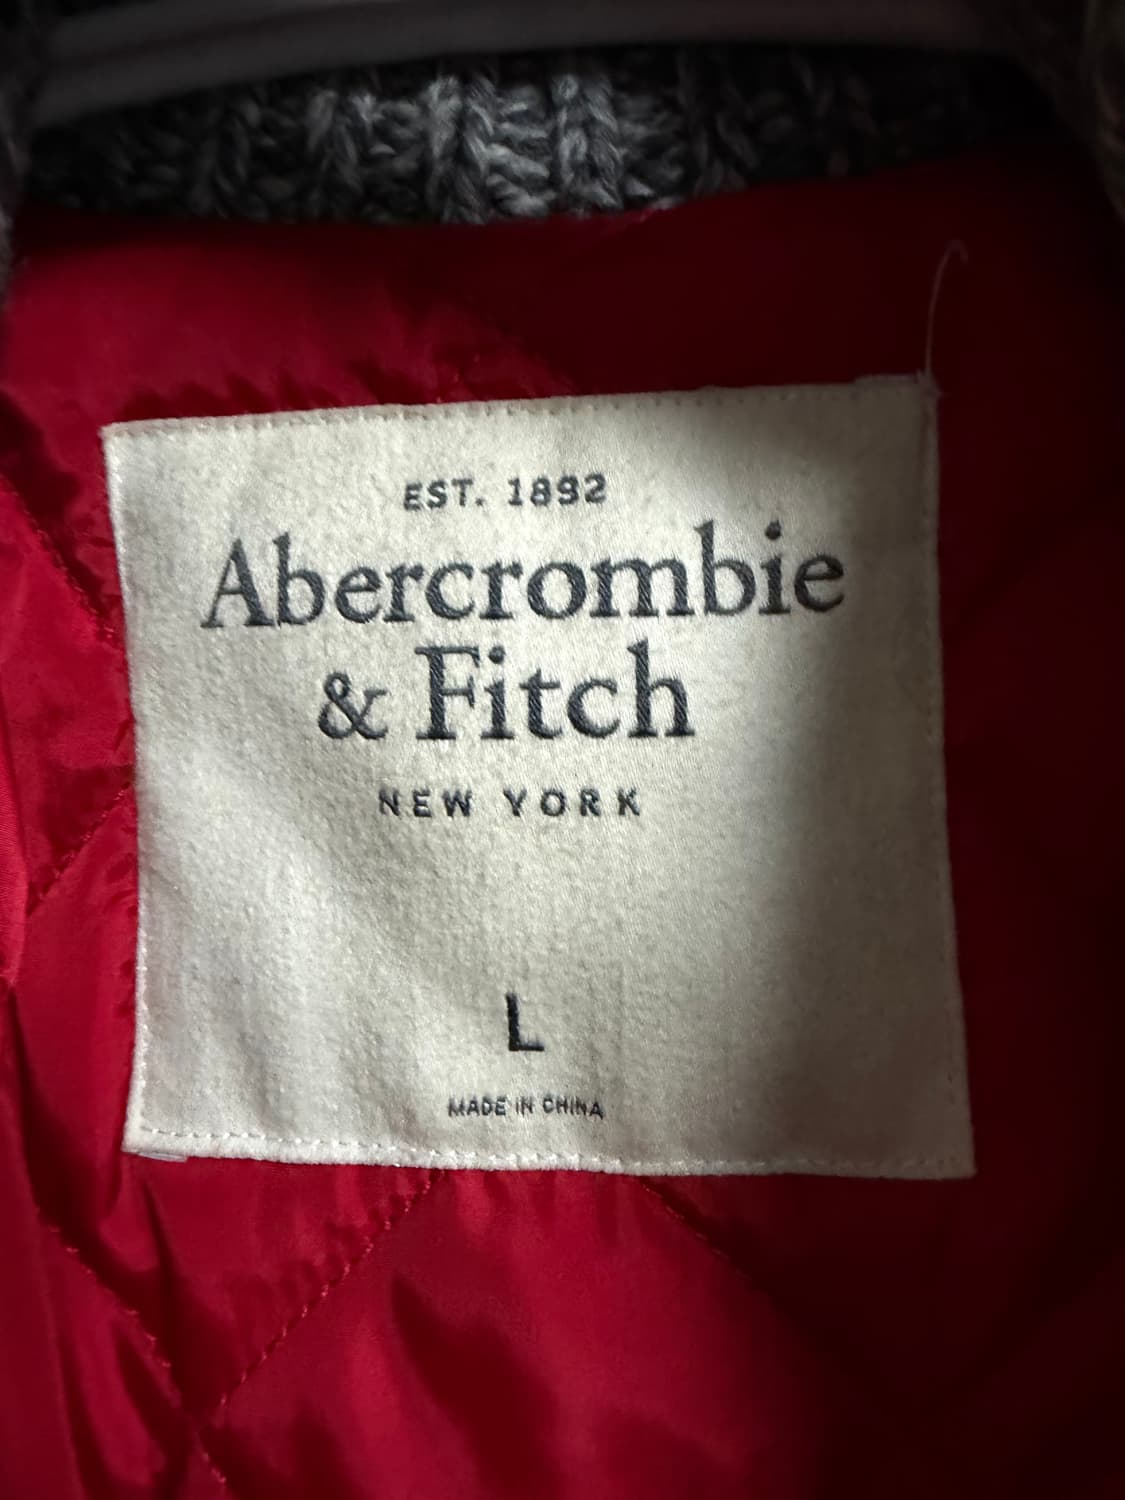 EST. 1892
Abercrombie
& Fitch
NEW YORK
L
MADE IN CHINA